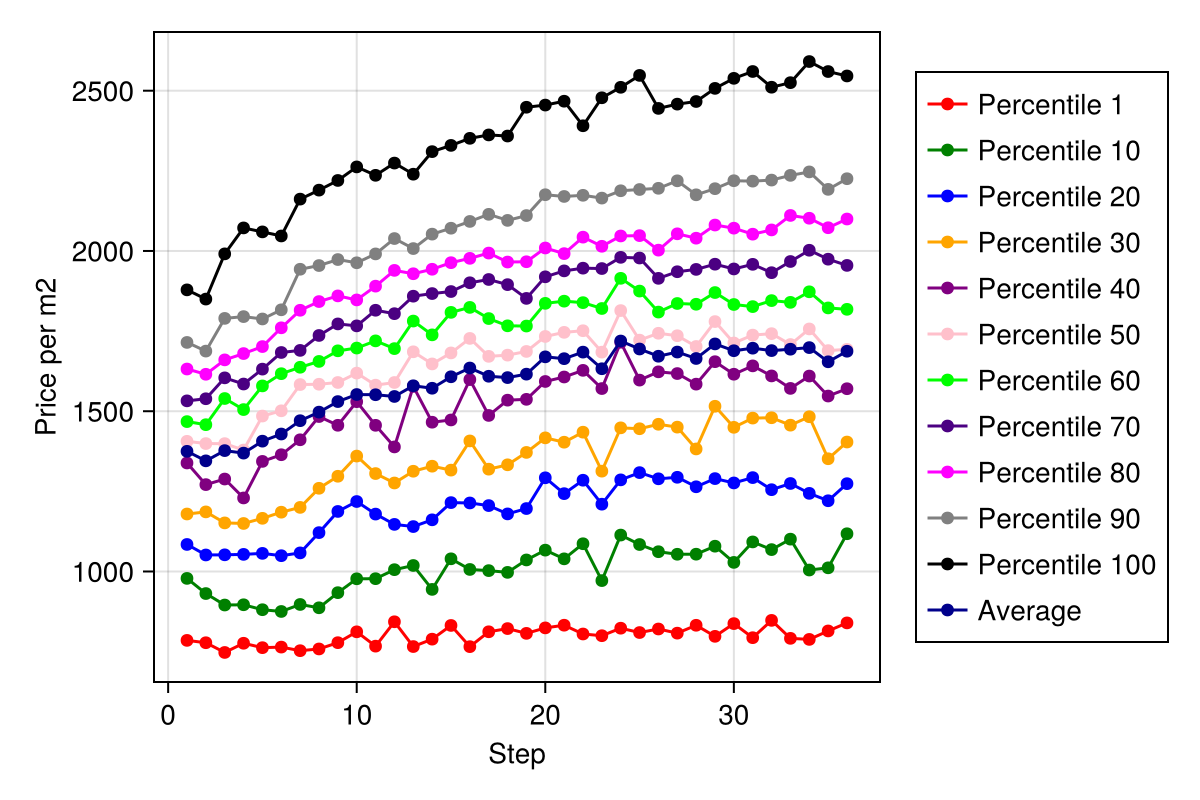 2500
2000
1500
1000
Price per m2
0 10 20 30
Step
Percentile 1
Percentile 10
Percentile 20
Percentile 30
Percentile 40
Percentile 50
Percentile 60
Percentile 70
Percentile 80
Percentile 90
Percentile 100
Average